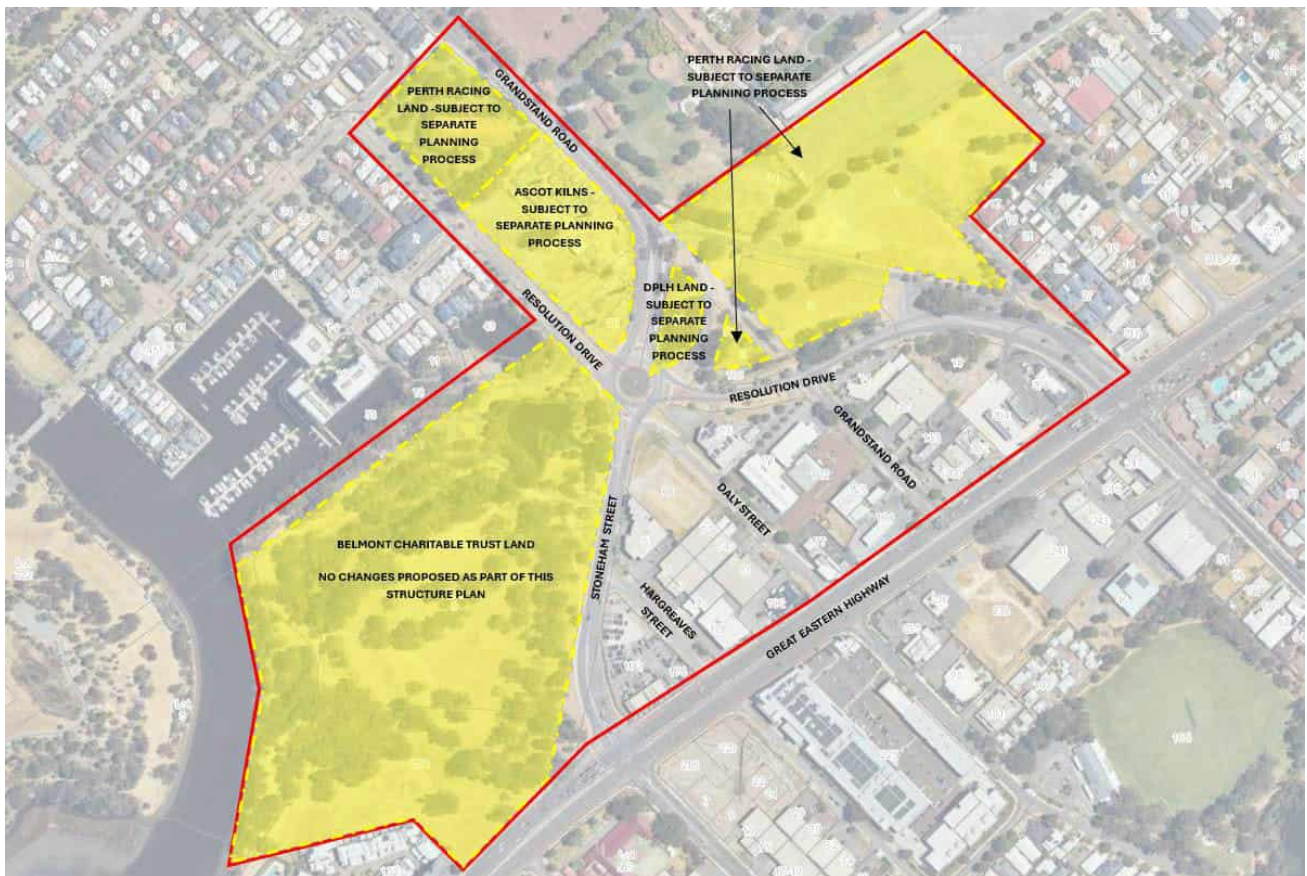 PERTH RACING
LAND -SUBJECT TO
SEPARATE
PLANNING
PROCESS
GRANDSTAND ROAD
PERTH RACING LAND -
SUBJECT TO SEPARATE
PLANNING PROCESS
ASCOT KILNS -
SUBJECT TO
SEPARATE PLANNING
PROCESS
DPLH LAND -
SUBJECT TO
SEPARATE
PLANNING
PROCESS
RESOLUTION DRIVE
RESOLUTION DRIVE
GRANDSTAND ROAD
DALY STREET
STONEHAM STREET
HARGREAVES
STREET
GREAT EASTERN HIGHWAY
BELMONT CHARITABLE TRUST LAND
NO CHANGES PROPOSED AS PART OF THIS
STRUCTURE PLAN